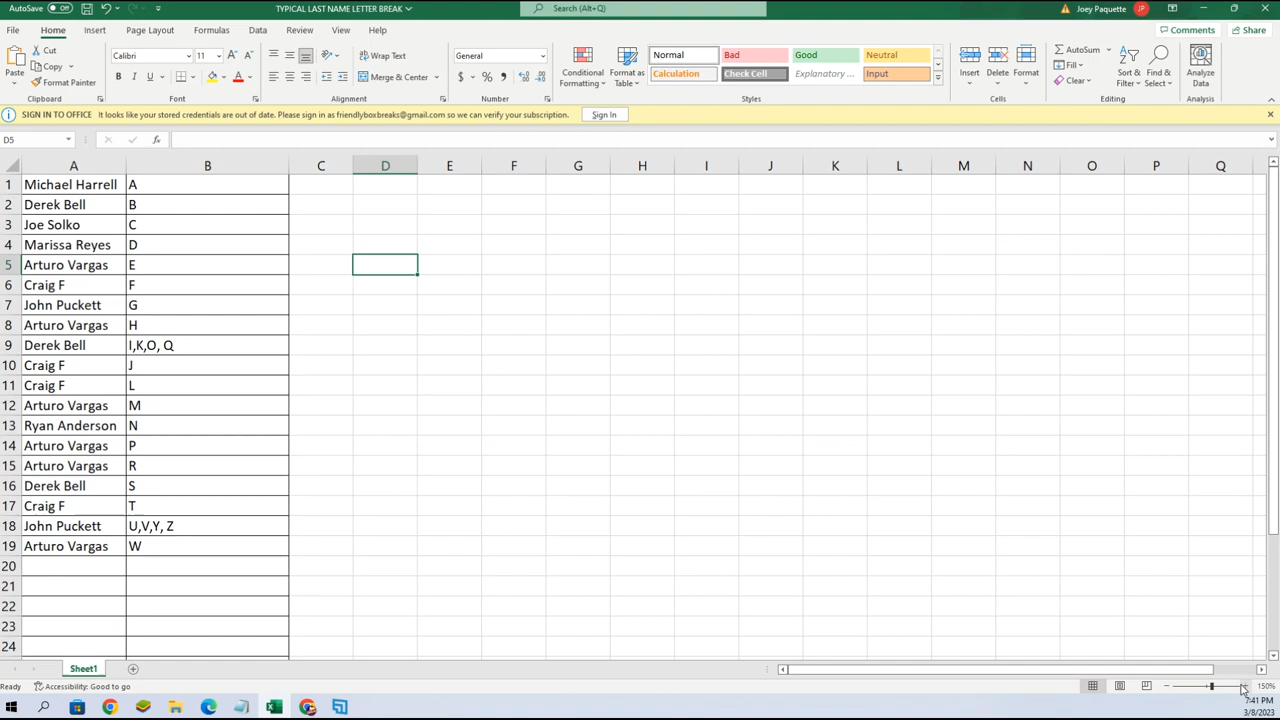 AutoSave Off TYPICAL LAST NAME LETTER BREAK Search (Alt+Q) Joey Paquette JP
File Home Insert Page Layout Formulas Data Review View Help Comments Share
Paste Cut Copy Format Painter Clipboard
Calibri 11 B I U A A Font
Wrap Text Merge & Center Alignment
General $ % Number
Conditional Formatting Format as Table
Normal Bad Good Neutral
Calculation Check Cell Explanatory ... Input
Styles
Insert Delete Format Cells
AutoSum Fill Clear Sort & Filter Find & Select Editing
Analyze Data Analysis
SIGN IN TO OFFICE It looks like your stored credentials are out of date. Please sign in as friendlyboxbreaks@gmail.com so we can verify your subscription. Sign In
D5 fx
A B C D E F G H I J K L M N O P Q
1 Michael Harrell A
2 Derek Bell B
3 Joe Solko C
4 Marissa Reyes D
5 Arturo Vargas E
6 Craig F F
7 John Puckett G
8 Arturo Vargas H
9 Derek Bell I,K,O, Q
10 Craig F J
11 Craig F L
12 Arturo Vargas M
13 Ryan Anderson N
14 Arturo Vargas P
15 Arturo Vargas R
16 Derek Bell S
17 Craig F T
18 John Puckett U,V,Y, Z
19 Arturo Vargas W
20
21
22
23
24
Sheet1
Ready Accessibility: Good to go 150%
7:41 PM
3/8/2023